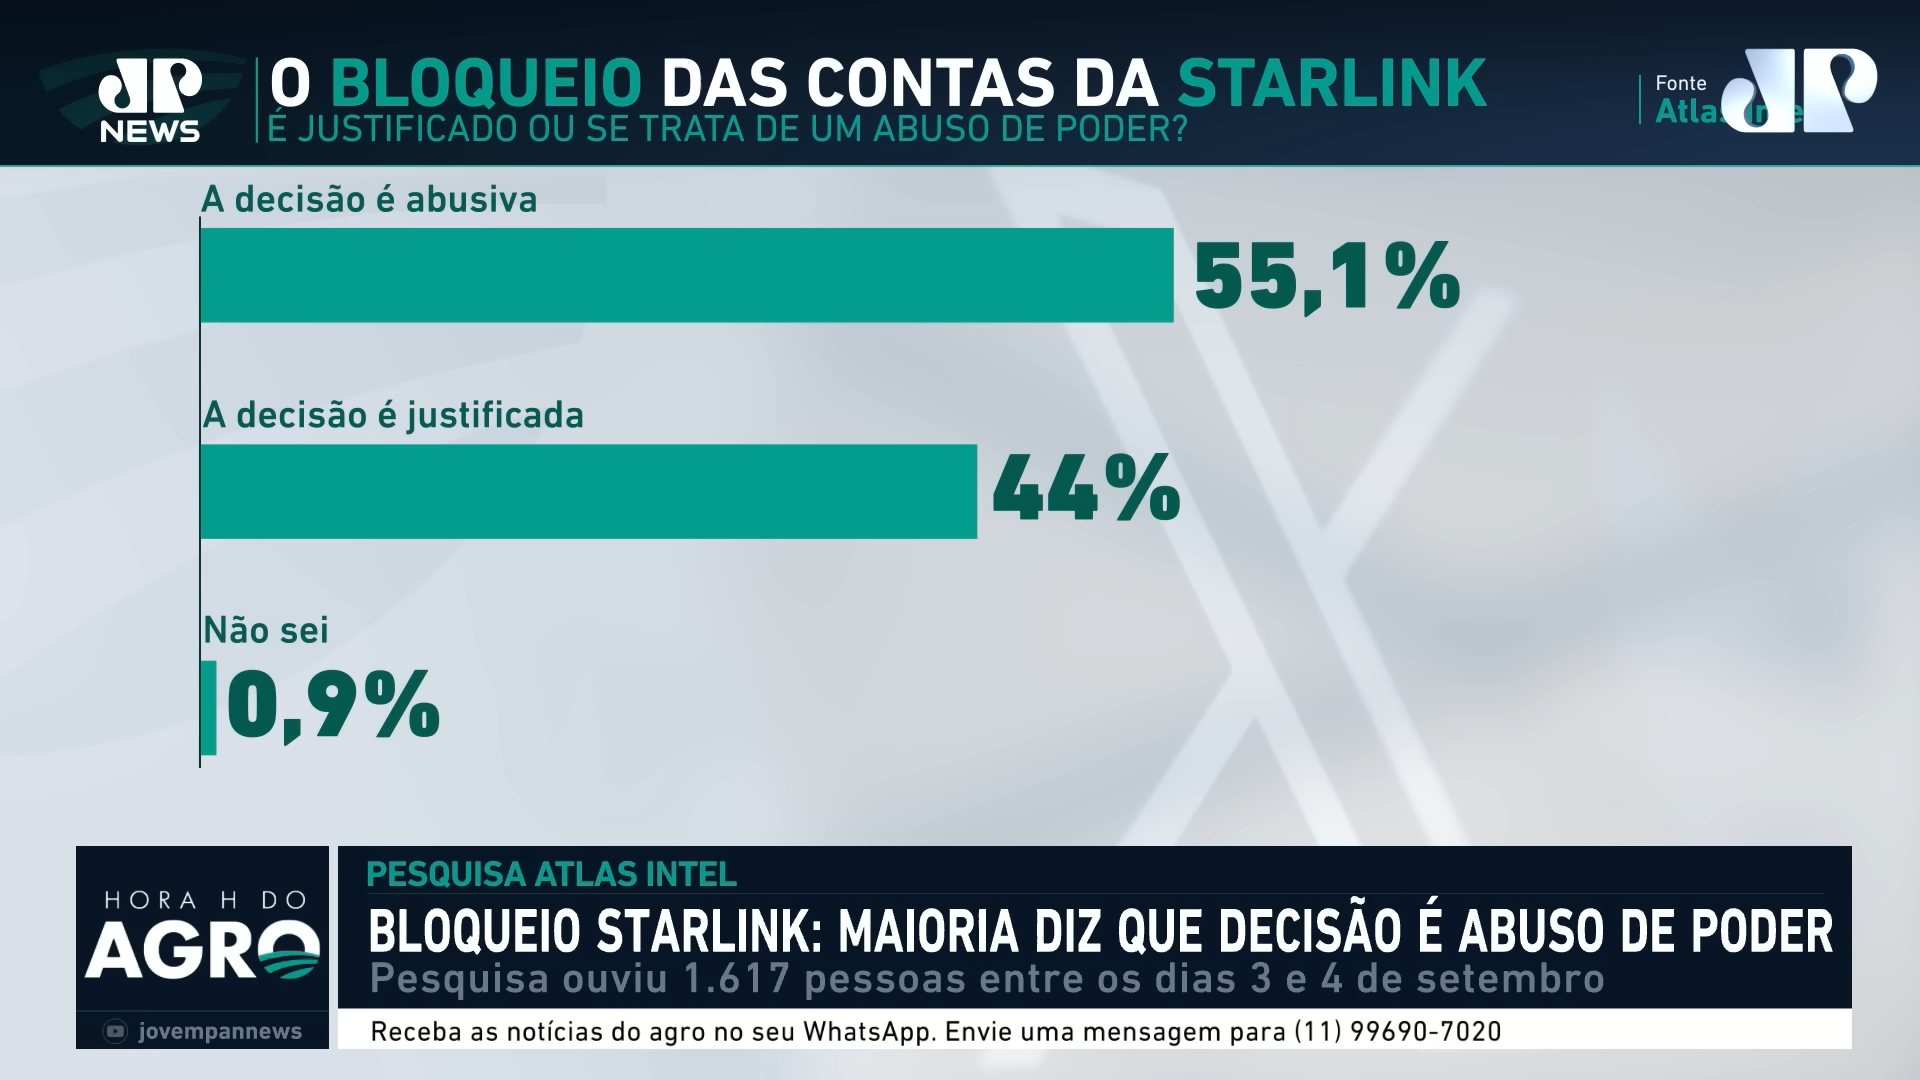 JP
NEWS
O BLOQUEIO DAS CONTAS DA STARLINK
É JUSTIFICADO OU SE TRATA DE UM ABUSO DE PODER?
Fonte
JP
A decisão é abusiva
55,1%
A decisão é justificada
44%
Não sei
0,9%
HORA H DO
AGRO
jovempannews
PESQUISA ATLAS INTEL
BLOQUEIO STARLINK: MAIORIA DIZ QUE DECISÃO É ABUSO DE PODER
Pesquisa ouviu 1.617 pessoas entre os dias 3 e 4 de setembro
Receba as notícias do agro no seu WhatsApp. Envie uma mensagem para (11) 99690-7020